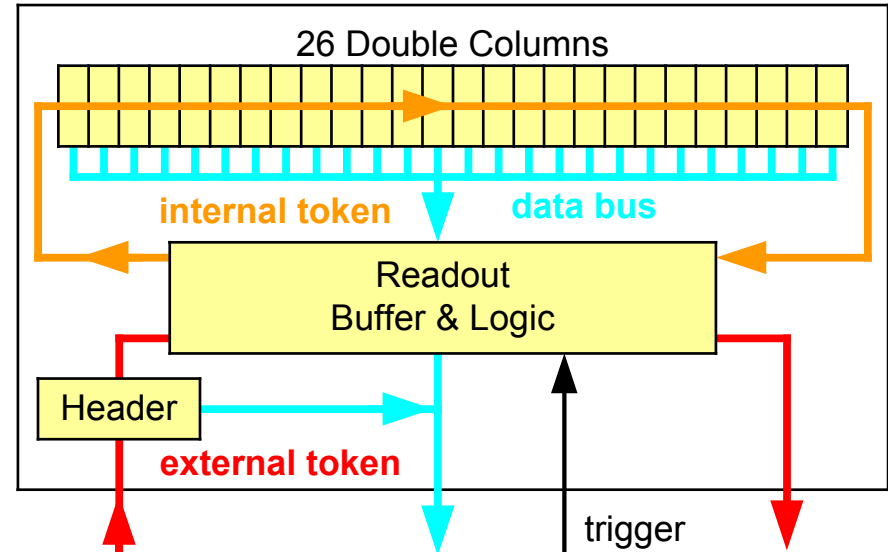 26 Double Columns
internal token
data bus
Readout
Buffer & Logic
Header
external token
trigger